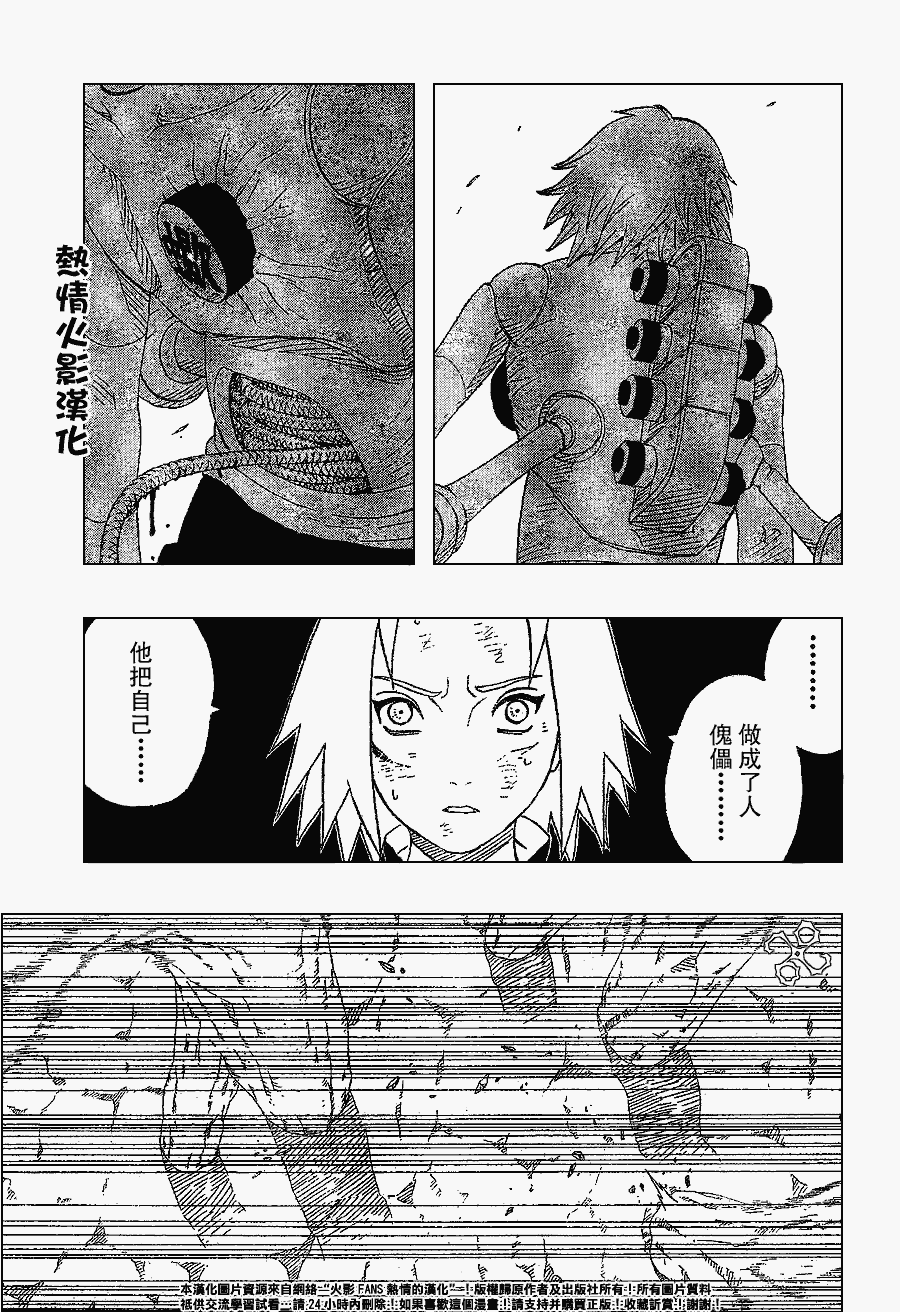 蠍
熱情火影漢化
………
做成了人
傀儡………
他把自己……
本漢化圖片資源來自網絡“火影FANS熱情的漢化”！版權歸原作者及出版社所有！所有圖片資料
祗供交流學習試看…請24小時內刪除！如果喜歡這個漫畫！請支持并購買正版！收藏訢賞！謝謝！